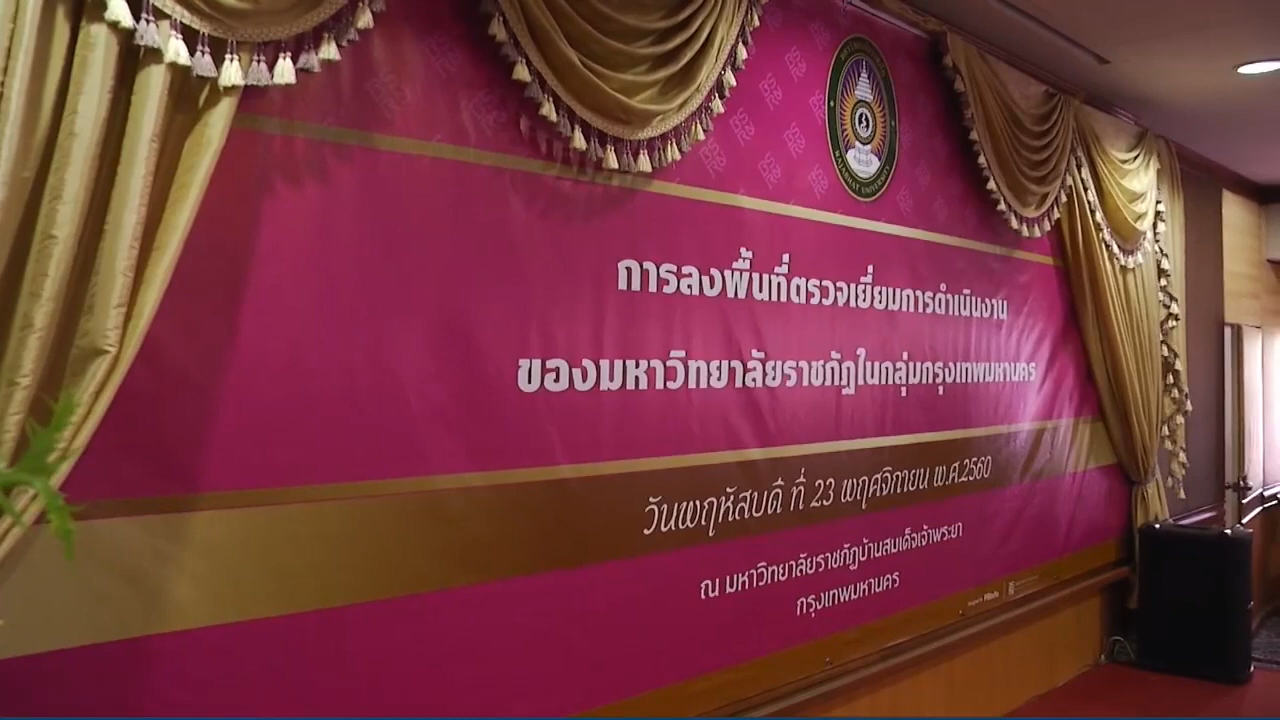 RAJABHAT UNIVERSITY
การลงพื้นที่ตรวจเยี่ยมการดำเนินงาน
ของมหาวิทยาลัยราชภัฏในกลุ่มกรุงเทพมหานคร
วันพฤหัสบดี ที่ 23 พฤศจิกายน พ.ศ.2560
ณ มหาวิทยาลัยราชภัฏบ้านสมเด็จเจ้าพระยา
กรุงเทพมหานคร